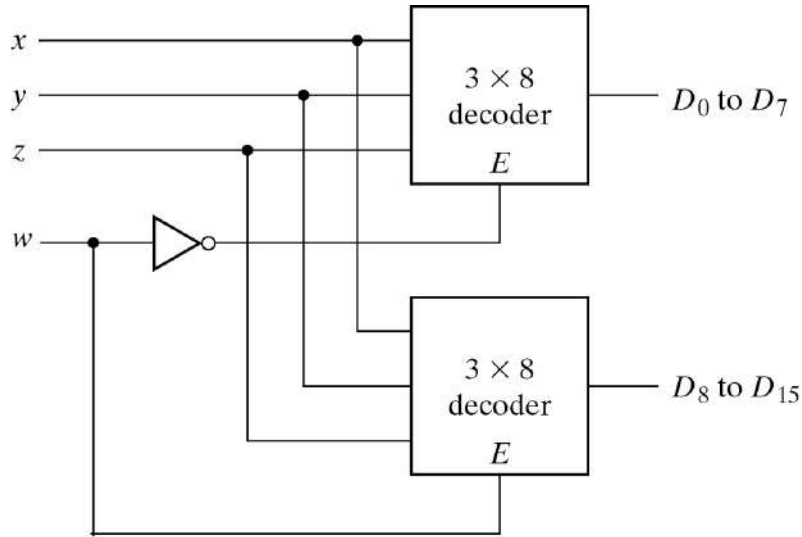 x
y
z
w
3 × 8
decoder
E
D₀ to D₇
3 × 8
decoder
E
D₈ to D₁₅